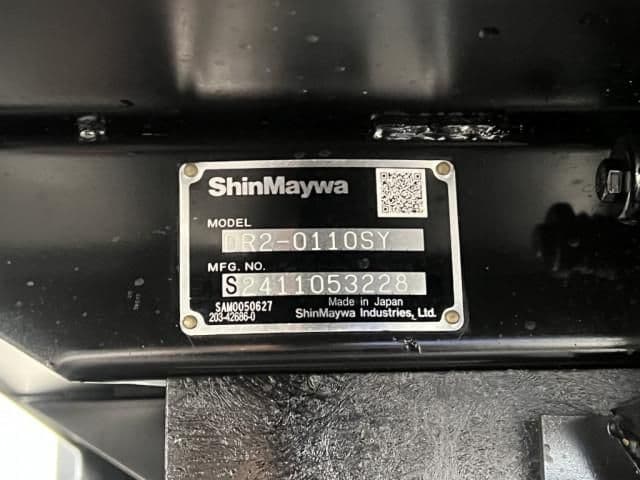 ShinMaywa
MODEL
DR2-0110SY
MFG. NO.
S2411053228
SAM0050627
Made in Japan
203-42686-0
ShinMaywa Industries, Ltd.